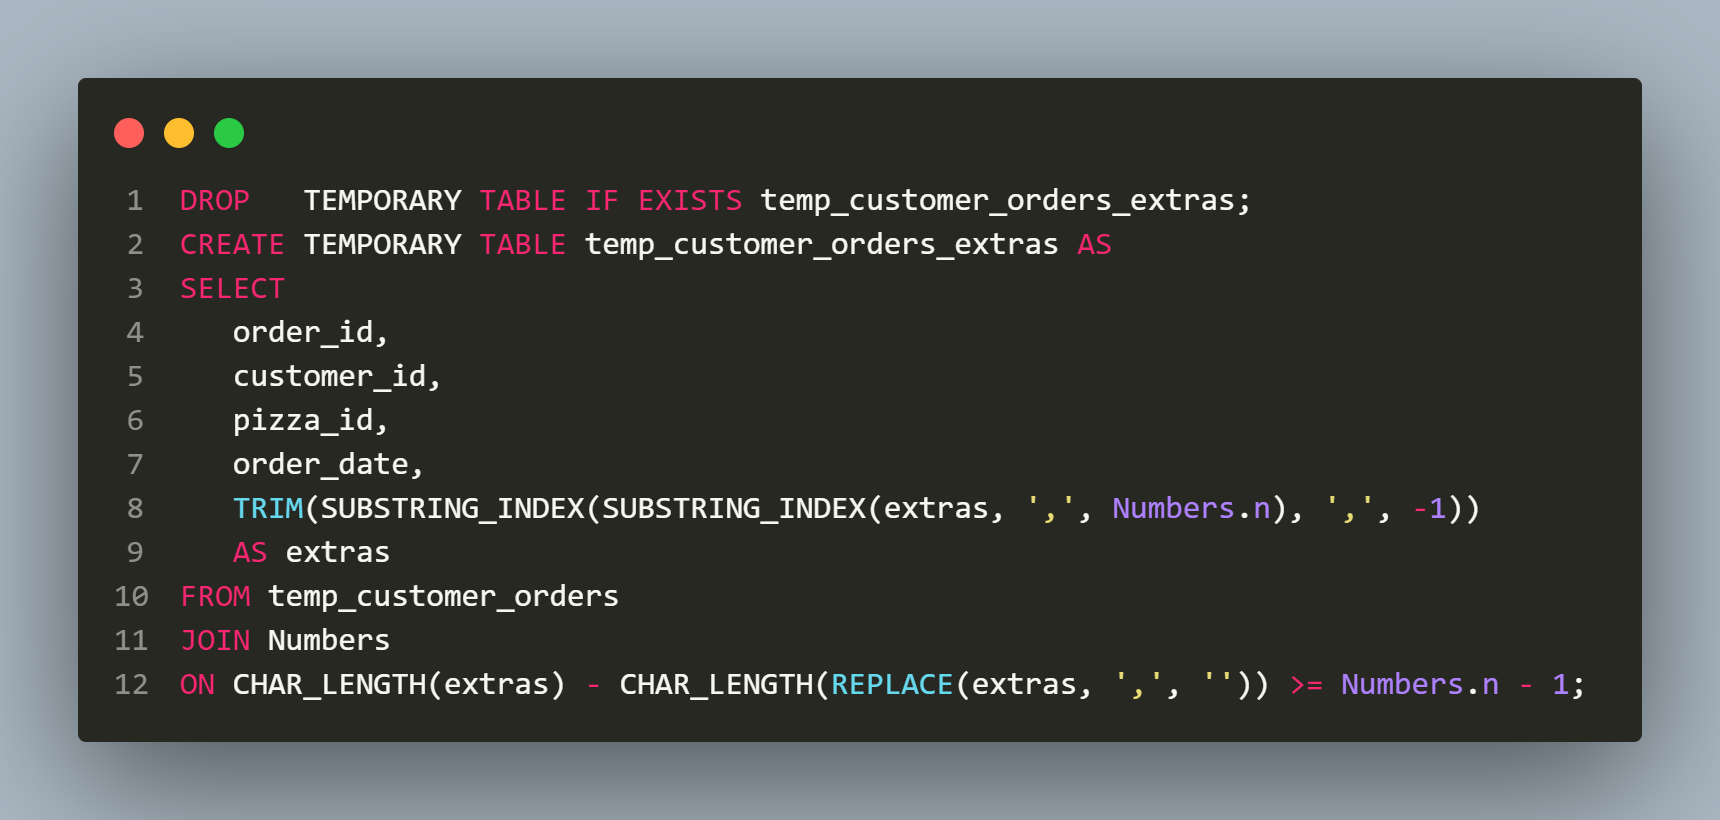 1 DROP   TEMPORARY TABLE IF EXISTS temp_customer_orders_extras;
2 CREATE TEMPORARY TABLE temp_customer_orders_extras AS
3 SELECT
4    order_id,
5    customer_id,
6    pizza_id,
7    order_date,
8    TRIM(SUBSTRING_INDEX(SUBSTRING_INDEX(extras, ',', Numbers.n), ',', -1))
9    AS extras
10 FROM temp_customer_orders
11 JOIN Numbers
12 ON CHAR_LENGTH(extras) - CHAR_LENGTH(REPLACE(extras, ',', '')) >= Numbers.n - 1;